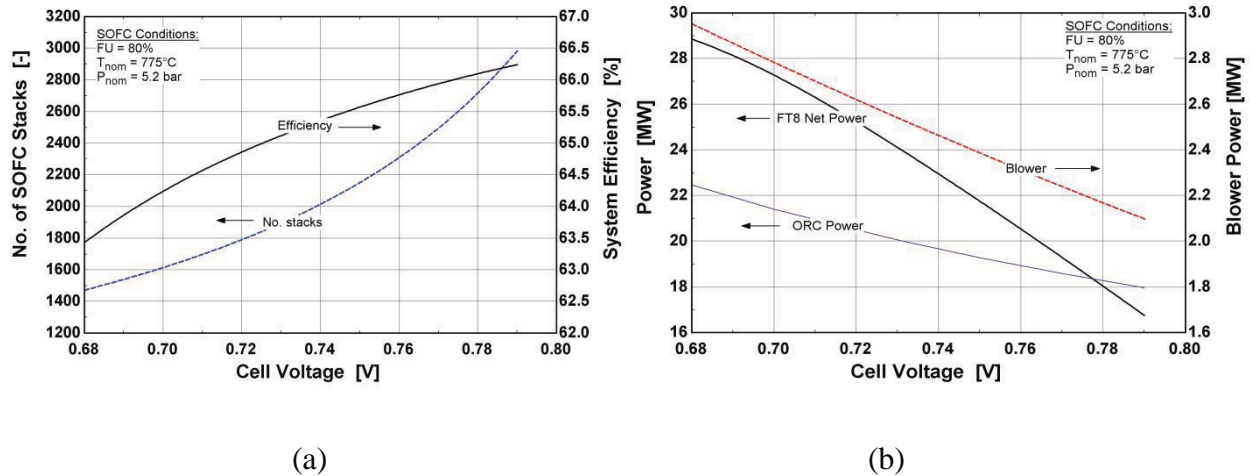 No. of SOFC Stacks [-]
3200
3000
2800
2600
2400
2200
2000
1800
1600
1400
1200
SOFC Conditions:
FU = 80%
Tnom = 775°C
Pnom = 5.2 bar
Efficiency
No. stacks
67.0
66.5
66.0
65.5
65.0
64.5
64.0
63.5
63.0
62.5
62.0
System Efficiency [%]
0.68 0.70 0.72 0.74 0.76 0.78 0.80
Cell Voltage [V]
(a)
Power [MW]
30
28
26
24
22
20
18
16
SOFC Conditions:
FU = 80%
Tnom = 775°C
Pnom = 5.2 bar
FT8 Net Power
Blower
ORC Power
3.0
2.8
2.6
2.4
2.2
2.0
1.8
1.6
Blower Power [MW]
0.68 0.70 0.72 0.74 0.76 0.78 0.80
Cell Voltage [V]
(b)